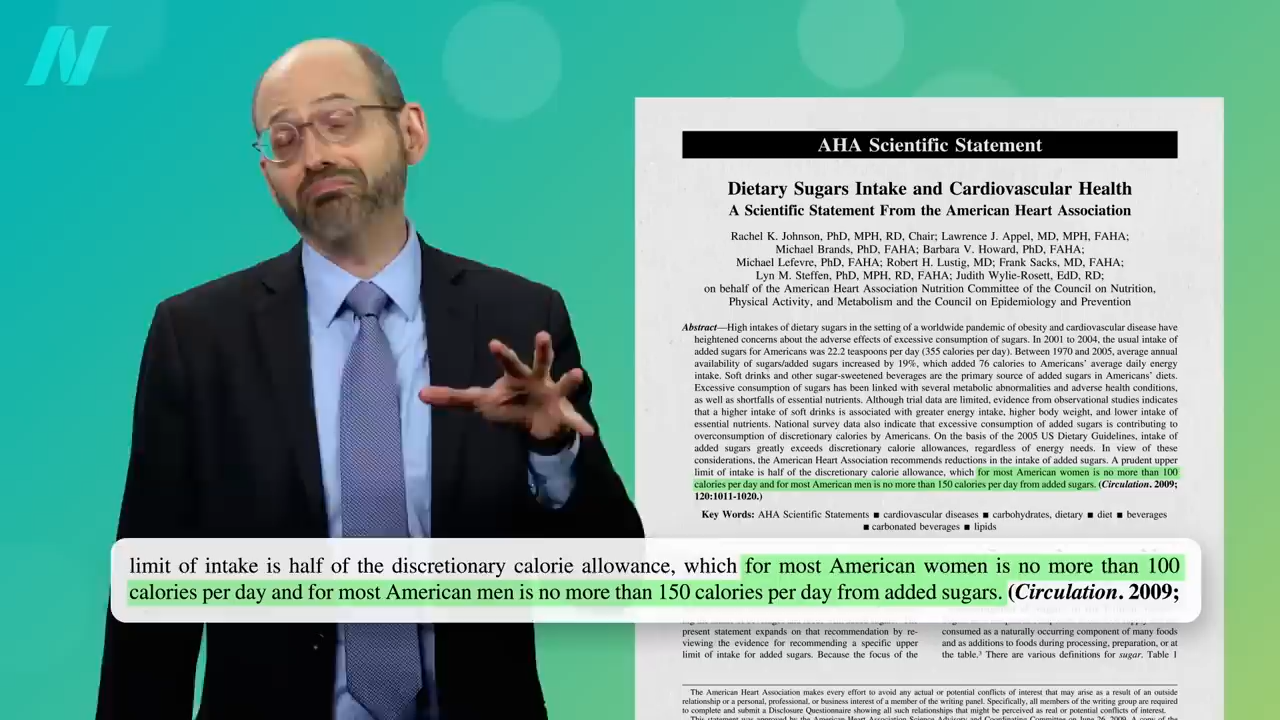 N
AHA Scientific Statement
Dietary Sugars Intake and Cardiovascular Health
A Scientific Statement From the American Heart Association
Rachel K. Johnson, PhD, MPH, RD, Chair; Lawrence J. Appel, MD, MPH, FAHA;
Michael Brands, PhD, FAHA; Barbara V. Howard, PhD, FAHA;
Michael Lefevre, PhD, FAHA; Robert H. Lustig, MD; Frank Sacks, MD, FAHA;
Lyn M. Steffen, PhD, MPH, RD, FAHA; Judith Wylie-Rosett, EdD, RD;
on behalf of the American Heart Association Nutrition Committee of the Council on Nutrition,
Physical Activity, and Metabolism and the Council on Epidemiology and Prevention
Abstract—High intakes of dietary sugars in the setting of a worldwide pandemic of obesity and cardiovascular disease have
heightened concerns about the adverse effects of excessive consumption of sugars. In 2001 to 2004, the usual intake of
added sugars for Americans was 22.2 teaspoons per day (355 calories per day). Between 1970 and 2005, average annual
availability of sugars/added sugars increased by 19%, which added 76 calories to Americans' average daily energy
intake. Soft drinks and other sugar-sweetened beverages are the primary source of added sugars in Americans' diets.
Excessive consumption of sugars has been linked with several metabolic abnormalities and adverse health conditions,
as well as shortfalls of essential nutrients. Although trial data are limited, evidence from observational studies indicates
that a higher intake of soft drinks is associated with greater energy intake, higher body weight, and lower intake of
essential nutrients. National survey data also indicate that excessive consumption of added sugars is contributing to
overconsumption of discretionary calories by Americans. On the basis of the 2005 US Dietary Guidelines, intake of
added sugars greatly exceeds discretionary calorie allowances, regardless of energy needs. In view of these
considerations, the American Heart Association recommends reductions in the intake of added sugars. A prudent upper
limit of intake is half of the discretionary calorie allowance, which for most American women is no more than 100
calories per day and for most American men is no more than 150 calories per day from added sugars. (Circulation. 2009;
120:1011-1020.)
Key Words: AHA Scientific Statements ■ cardiovascular diseases ■ carbohydrates, dietary ■ diet ■ beverages
■ carbonated beverages ■ lipids
limit of intake is half of the discretionary calorie allowance, which for most American women is no more than 100
calories per day and for most American men is no more than 150 calories per day from added sugars. (Circulation. 2009;
present statement expands on that recommendation by re-
viewing the evidence for recommending a specific upper
limit of intake for added sugars. Because the focus of the
consumed as a naturally occurring component of many foods
and as additions to foods during processing, preparation, or at
the table.³ There are various definitions for sugar. Table 1
The American Heart Association makes every effort to avoid any actual or potential conflicts of interest that may arise as a result of an outside
relationship or a personal, professional, or business interest of a member of the writing panel. Specifically, all members of the writing group are required
to complete and submit a Disclosure Questionnaire showing all such relationships that might be perceived as real or potential conflicts of interest.